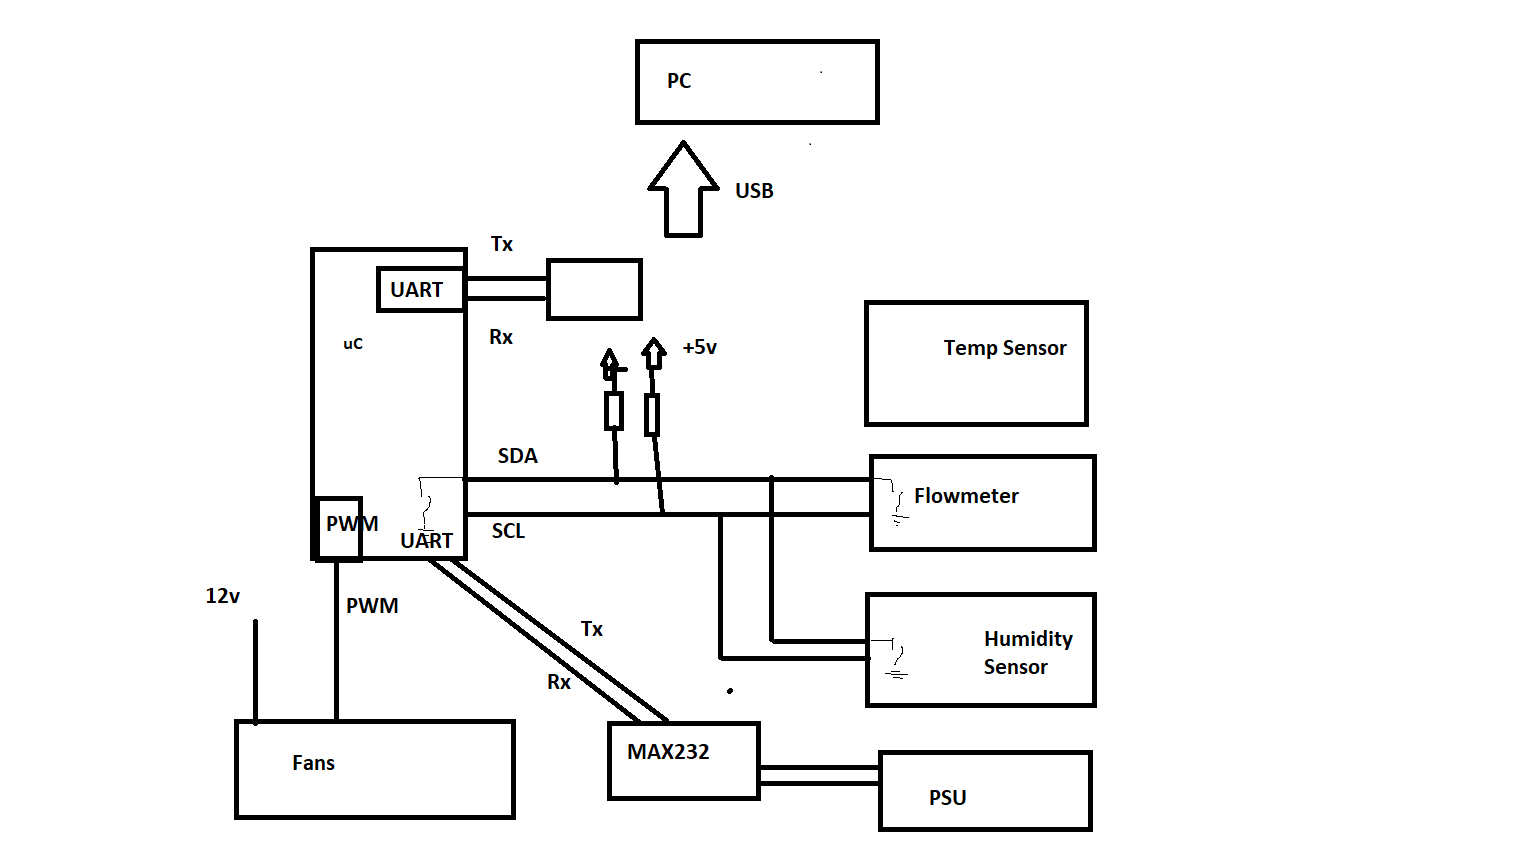 PC
USB
Tx
UART
Rx
uC
+5v
Temp Sensor
SDA
Flowmeter
PWM
SCL
UART
12v
PWM
Tx
Humidity
Sensor
Rx
MAX232
Fans
PSU